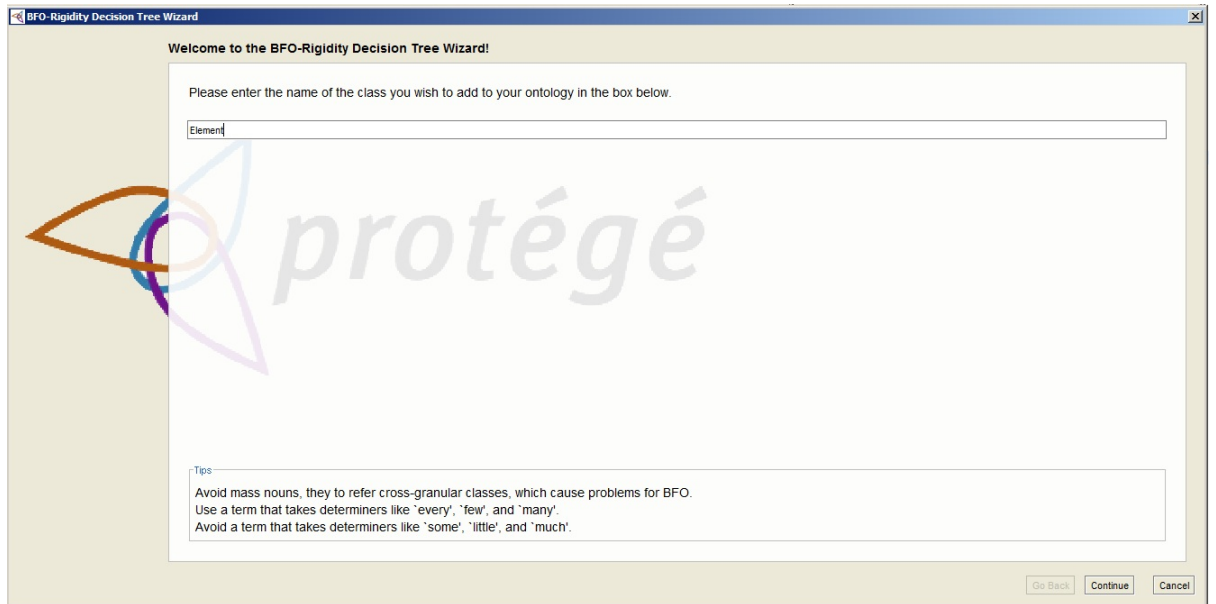 BFO-Rigidity Decision Tree Wizard
Welcome to the BFO-Rigidity Decision Tree Wizard!
Please enter the name of the class you wish to add to your ontology in the box below.
Element
protégé
Tips
Avoid mass nouns, they to refer cross-granular classes, which cause problems for BFO.
Use a term that takes determiners like `every', `few', and `many'.
Avoid a term that takes determiners like `some', `little', and `much'.
Go Back Continue Cancel